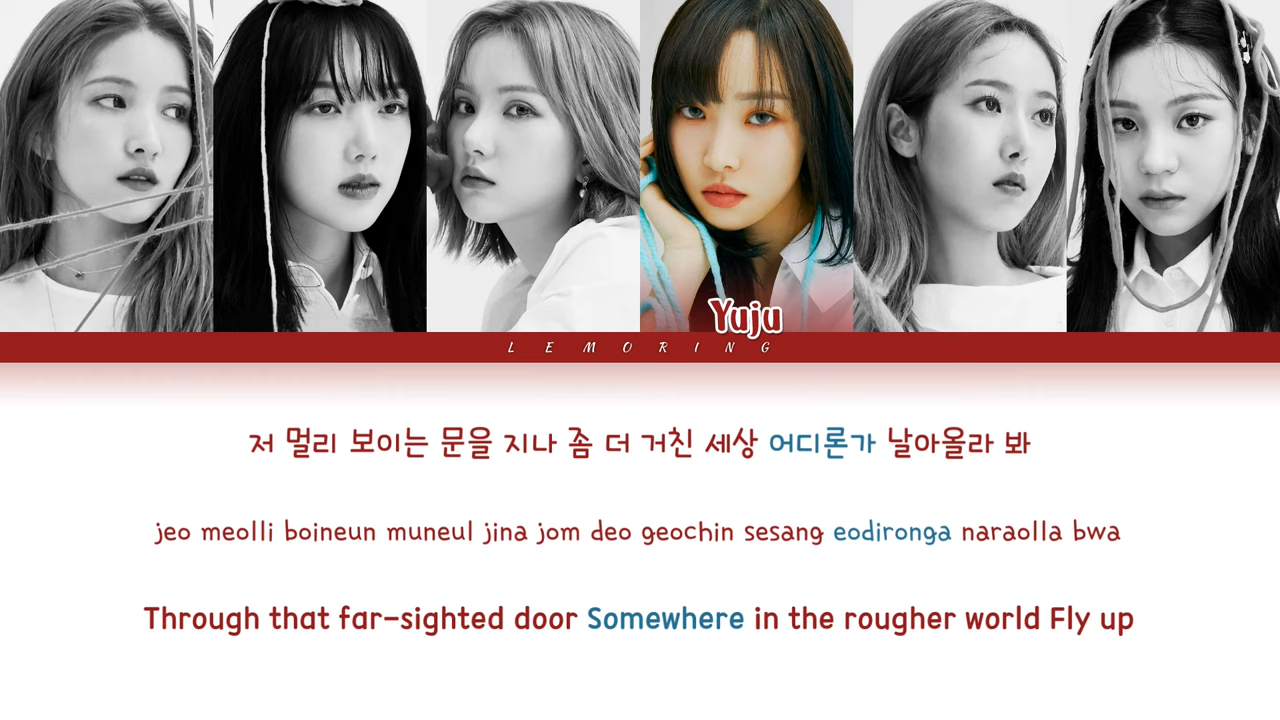 Yuju
LEMORING
저 멀리 보이는 문을 지나 좀 더 거친 세상 어디론가 날아올라 봐
jeo meolli boineun muneul jina jom deo geochin sesang eodironga naraolla bwa
Through that far-sighted door Somewhere in the rougher world Fly up